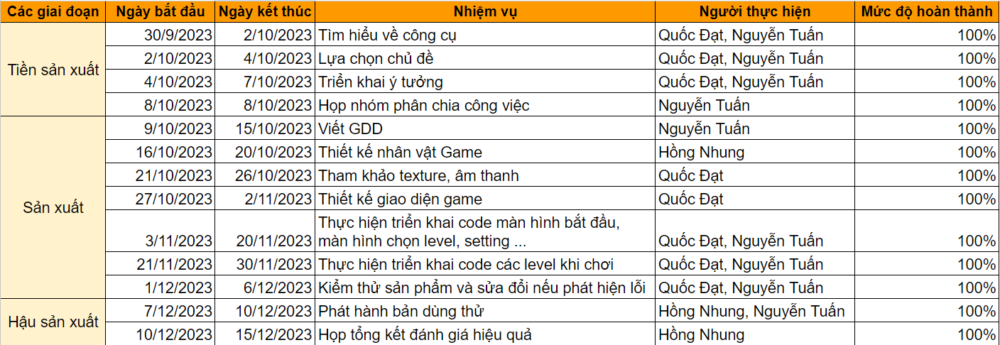 Các giai đoạn Ngày bắt đầu Ngày kết thúc Nhiệm vụ Người thực hiện Mức độ hoàn thành
Tiền sản xuất
30/9/2023 2/10/2023 Tìm hiểu về công cụ Quốc Đạt, Nguyễn Tuấn 100%
2/10/2023 4/10/2023 Lựa chọn chủ đề Quốc Đạt, Nguyễn Tuấn 100%
4/10/2023 7/10/2023 Triển khai ý tưởng Quốc Đạt, Nguyễn Tuấn 100%
8/10/2023 8/10/2023 Họp nhóm phân chia công việc Nguyễn Tuấn 100%
Sản xuất
9/10/2023 15/10/2023 Viết GDD Nguyễn Tuấn 100%
16/10/2023 20/10/2023 Thiết kế nhân vật Game Hồng Nhung 100%
21/10/2023 26/10/2023 Tham khảo texture, âm thanh Quốc Đạt 100%
27/10/2023 2/11/2023 Thiết kế giao diện game Quốc Đạt 100%
Thực hiện triển khai code màn hình bắt đầu,
3/11/2023 20/11/2023 màn hình chọn level, setting ... Quốc Đạt, Nguyễn Tuấn 100%
21/11/2023 30/11/2023 Thực hiện triển khai code các level khi chơi Quốc Đạt, Nguyễn Tuấn 100%
1/12/2023 6/12/2023 Kiểm thử sản phẩm và sửa đổi nếu phát hiện lỗi Quốc Đạt, Nguyễn Tuấn 100%
Hậu sản xuất
7/12/2023 10/12/2023 Phát hành bản dùng thử Hồng Nhung, Nguyễn Tuấn 100%
10/12/2023 15/12/2023 Họp tổng kết đánh giá hiệu quả Hồng Nhung 100%